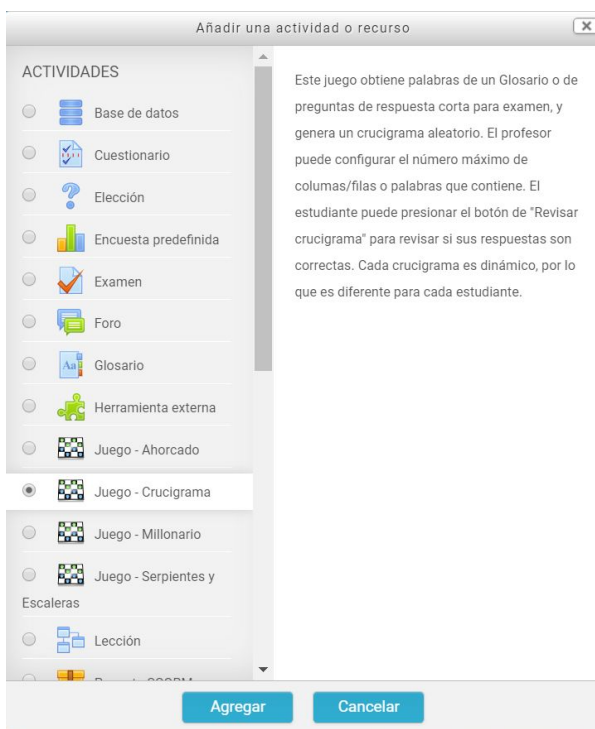 Añadir una actividad o recurso
ACTIVIDADES
Base de datos
Cuestionario
Elección
Encuesta predefinida
Examen
Foro
Glosario
Herramienta externa
Juego - Ahorcado
Juego - Crucigrama
Juego - Millonario
Juego - Serpientes y
Escaleras
Lección
Este juego obtiene palabras de un Glosario o de
preguntas de respuesta corta para examen, y
genera un crucigrama aleatorio. El profesor
puede configurar el número máximo de
columas/filas o palabras que contiene. El
estudiante puede presionar el botón de "Revisar
crucigrama" para revisar si sus respuestas son
correctas. Cada crucigrama es dinámico, por lo
que es diferente para cada estudiante.
Agregar
Cancelar